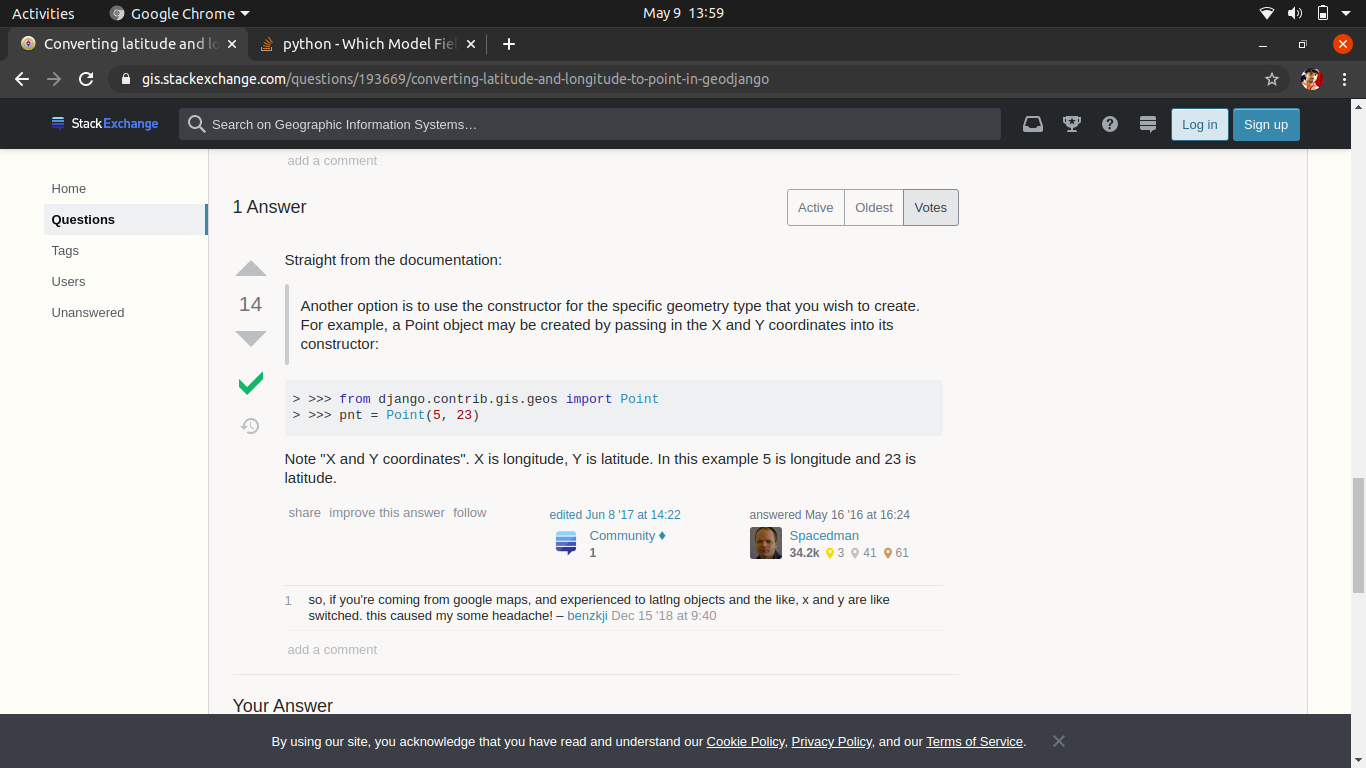 Activities
Google Chrome
May 9 13:59
Converting latitude and lo
python - Which Model Fie
gis.stackexchange.com/questions/193669/converting-latitude-and-longitude-to-point-in-geodjango
StackExchange
Search on Geographic Information Systems…
Log in
Sign up
Home
Questions
Tags
Users
Unanswered
add a comment
1 Answer
Active
Oldest
Votes
14
Straight from the documentation:
Another option is to use the constructor for the specific geometry type that you wish to create.
For example, a Point object may be created by passing in the X and Y coordinates into its
constructor:
> >>> from django.contrib.gis.geos import Point
> >>> pnt = Point(5, 23)
Note "X and Y coordinates". X is longitude, Y is latitude. In this example 5 is longitude and 23 is
latitude.
share improve this answer follow
edited Jun 8 '17 at 14:22
Community ♦
1
answered May 16 '16 at 16:24
Spacedman
34.2k 3 41 61
1
so, if you're coming from google maps, and experienced to latlng objects and the like, x and y are like
switched. this caused my some headache! – benzkji Dec 15 '18 at 9:40
add a comment
Your Answer
By using our site, you acknowledge that you have read and understand our Cookie Policy, Privacy Policy, and our Terms of Service.